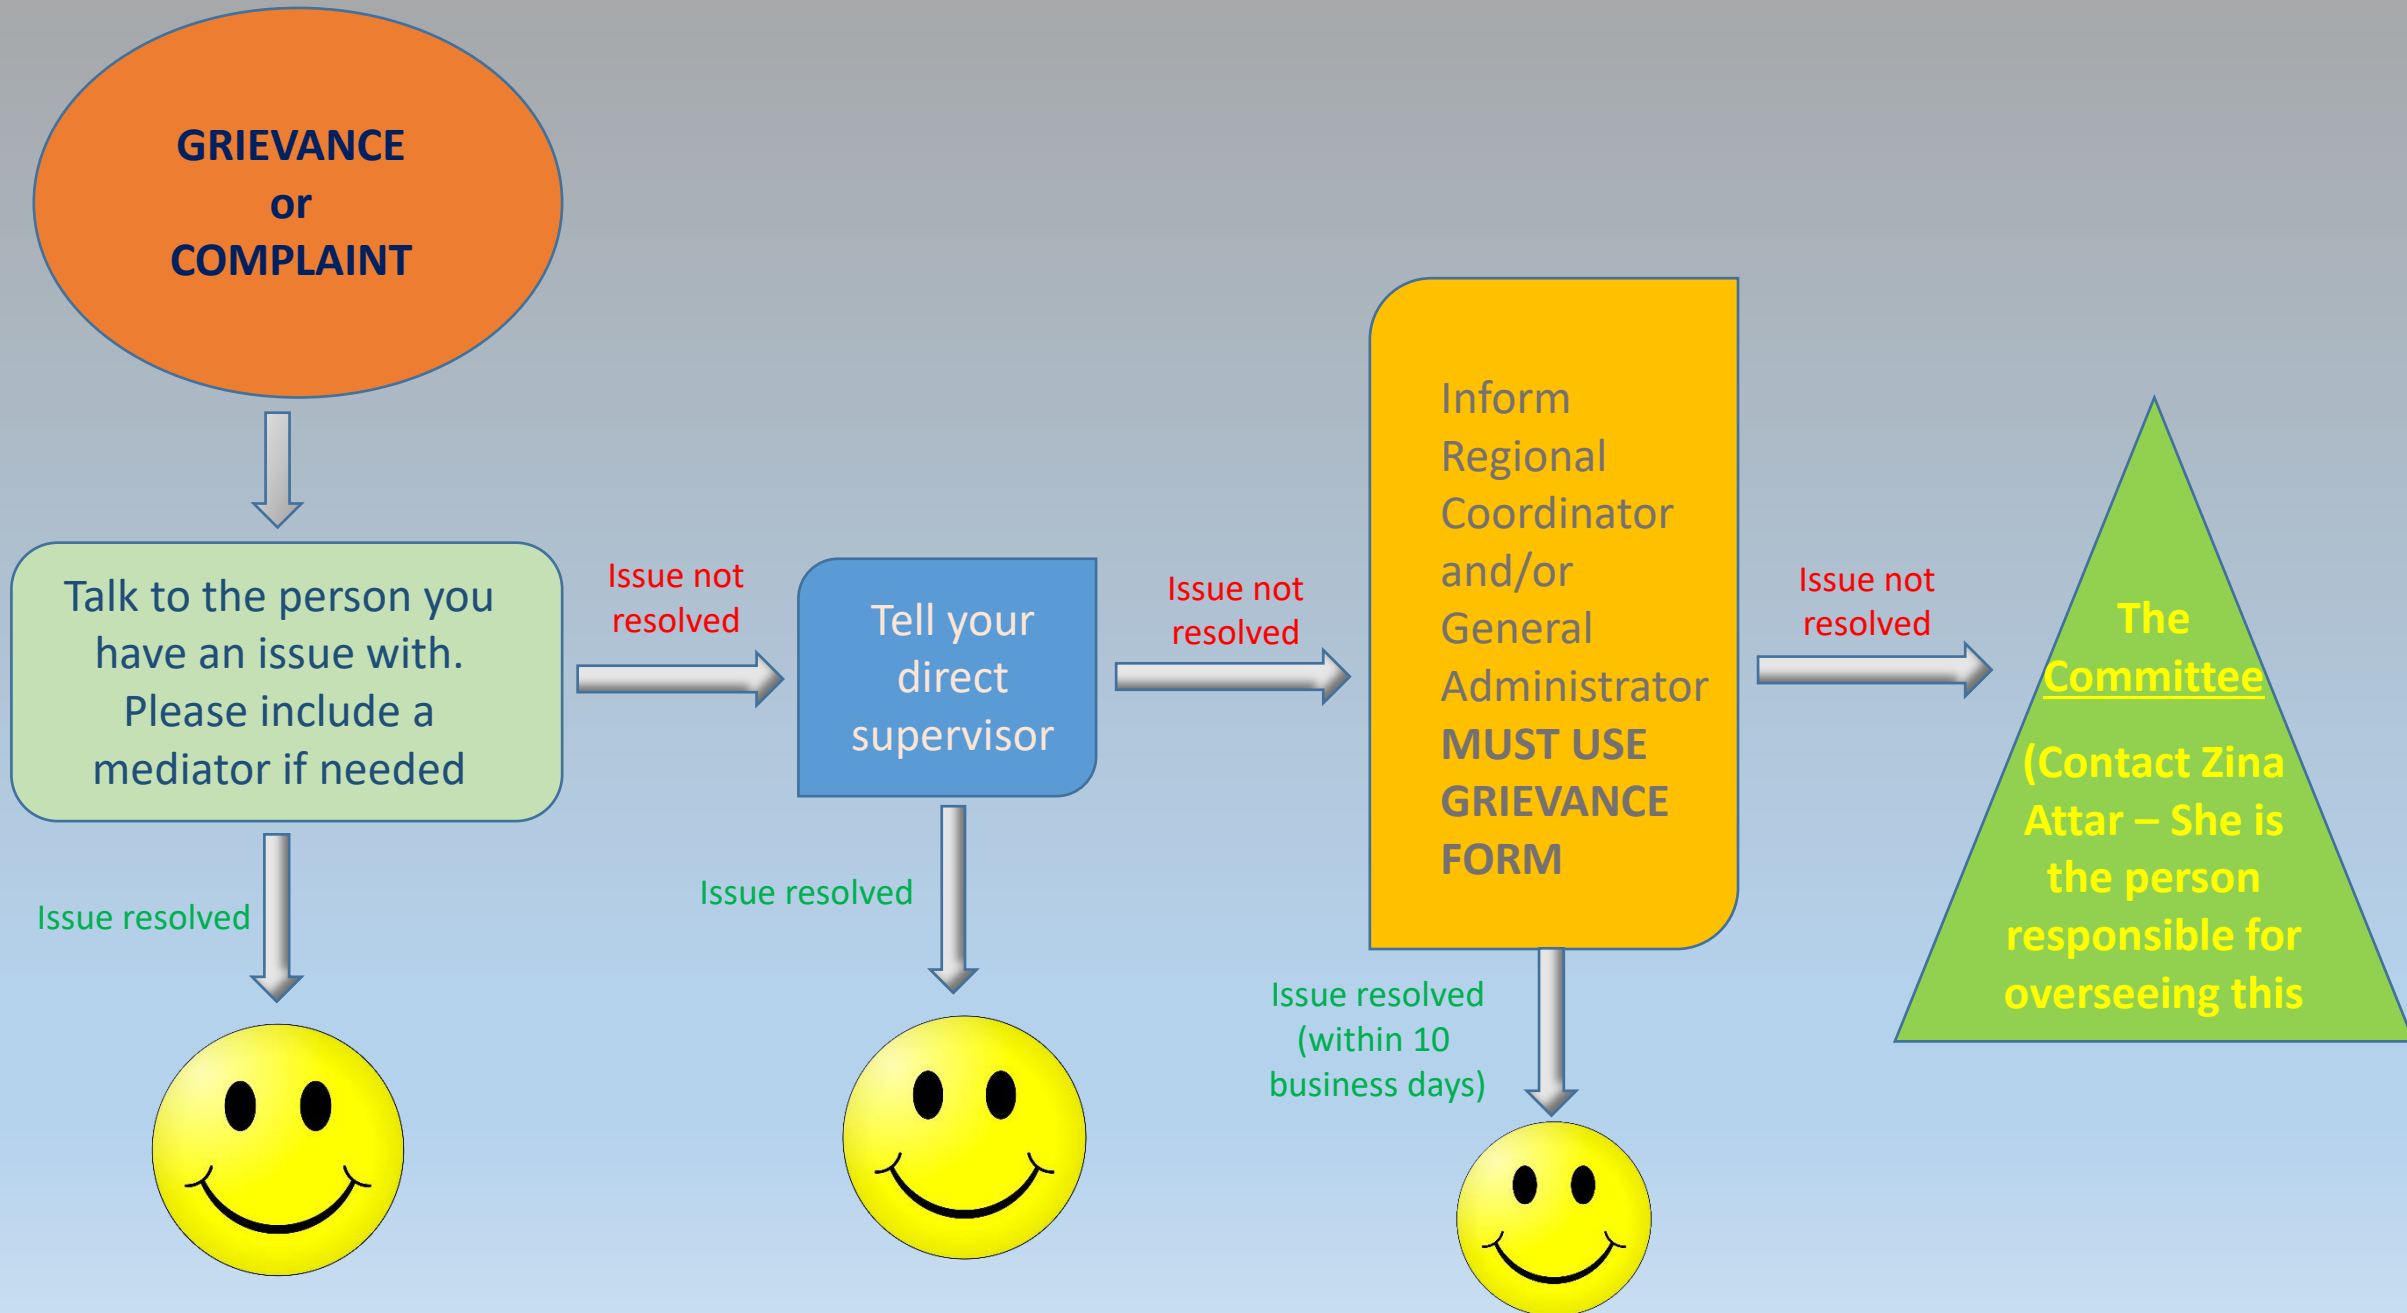 GRIEVANCE
or
COMPLAINT
Talk to the person you
have an issue with.
Please include a
mediator if needed
Issue resolved
Issue not
resolved
Tell your
direct
supervisor
Issue resolved
Issue not
resolved
Inform
Regional
Coordinator
and/or
General
Administrator
MUST USE
GRIEVANCE
FORM
Issue resolved
(within 10
business days)
Issue not
resolved
The
Committee
(Contact Zina
Attar – She is
the person
responsible for
overseeing this